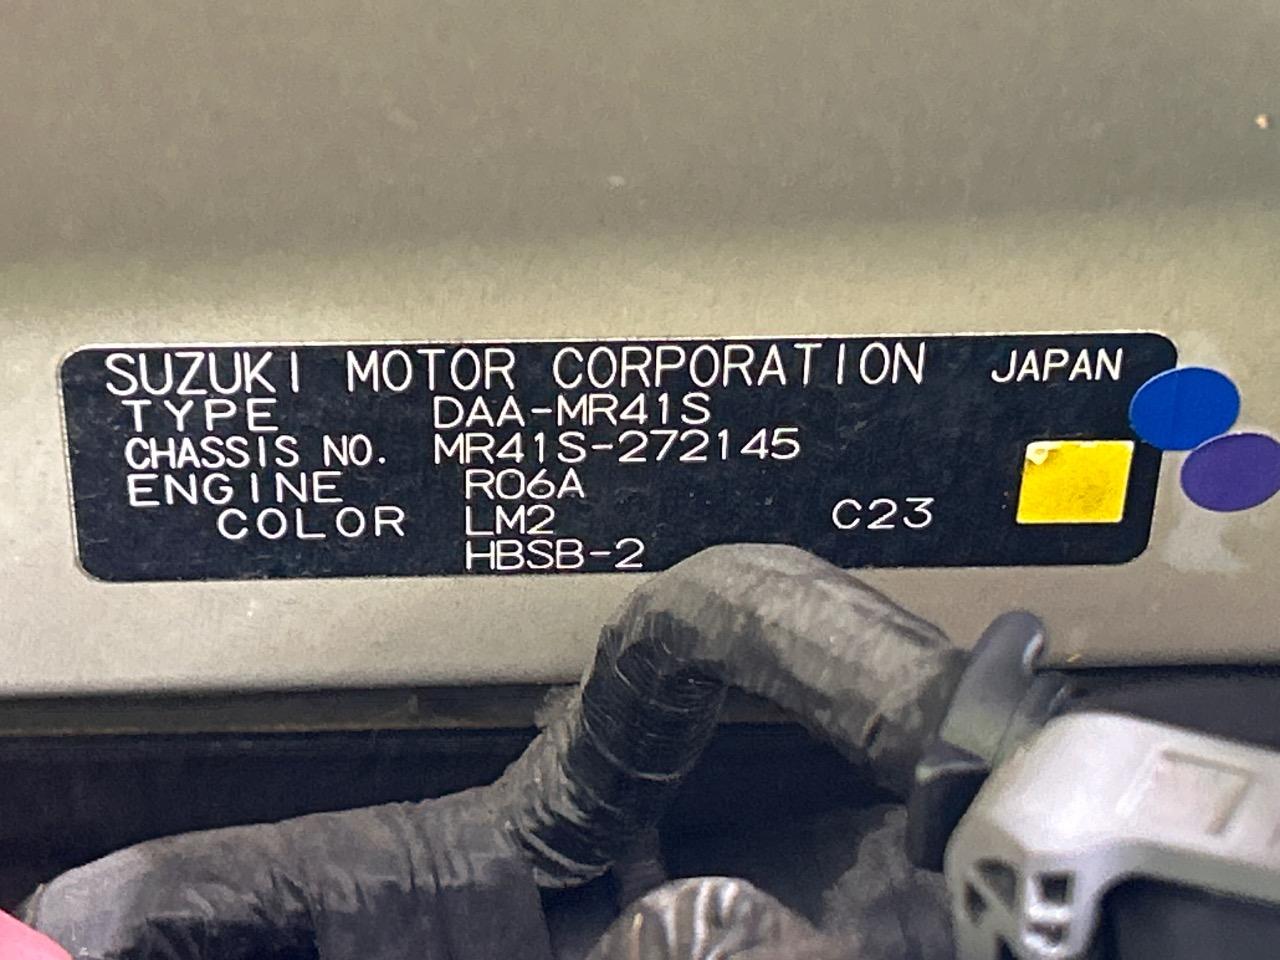 SUZUKI MOTOR CORPORATION JAPAN
TYPE DAA-MR41S
CHASSIS NO. MR41S-272145
ENGINE R06A
COLOR LM2 C23
HBSB-2